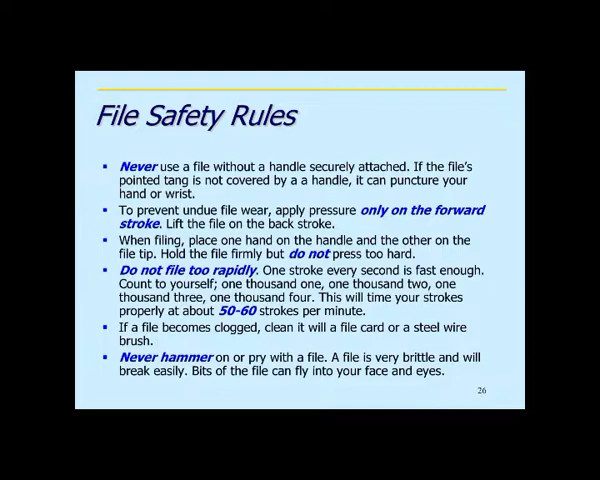 File Safety Rules
▪ Never use a file without a handle securely attached. If the file's
pointed tang is not covered by a a handle, it can puncture your
hand or wrist.
▪ To prevent undue file wear, apply pressure only on the forward
stroke. Lift the file on the back stroke.
▪ When filing, place one hand on the handle and the other on the
file tip. Hold the file firmly but do not press too hard.
▪ Do not file too rapidly. One stroke every second is fast enough.
Count to yourself; one thousand one, one thousand two, one
thousand three, one thousand four. This will time your strokes
properly at about 50-60 strokes per minute.
▪ If a file becomes clogged, clean it will a file card or a steel wire
brush.
▪ Never hammer on or pry with a file. A file is very brittle and will
break easily. Bits of the file can fly into your face and eyes.
26